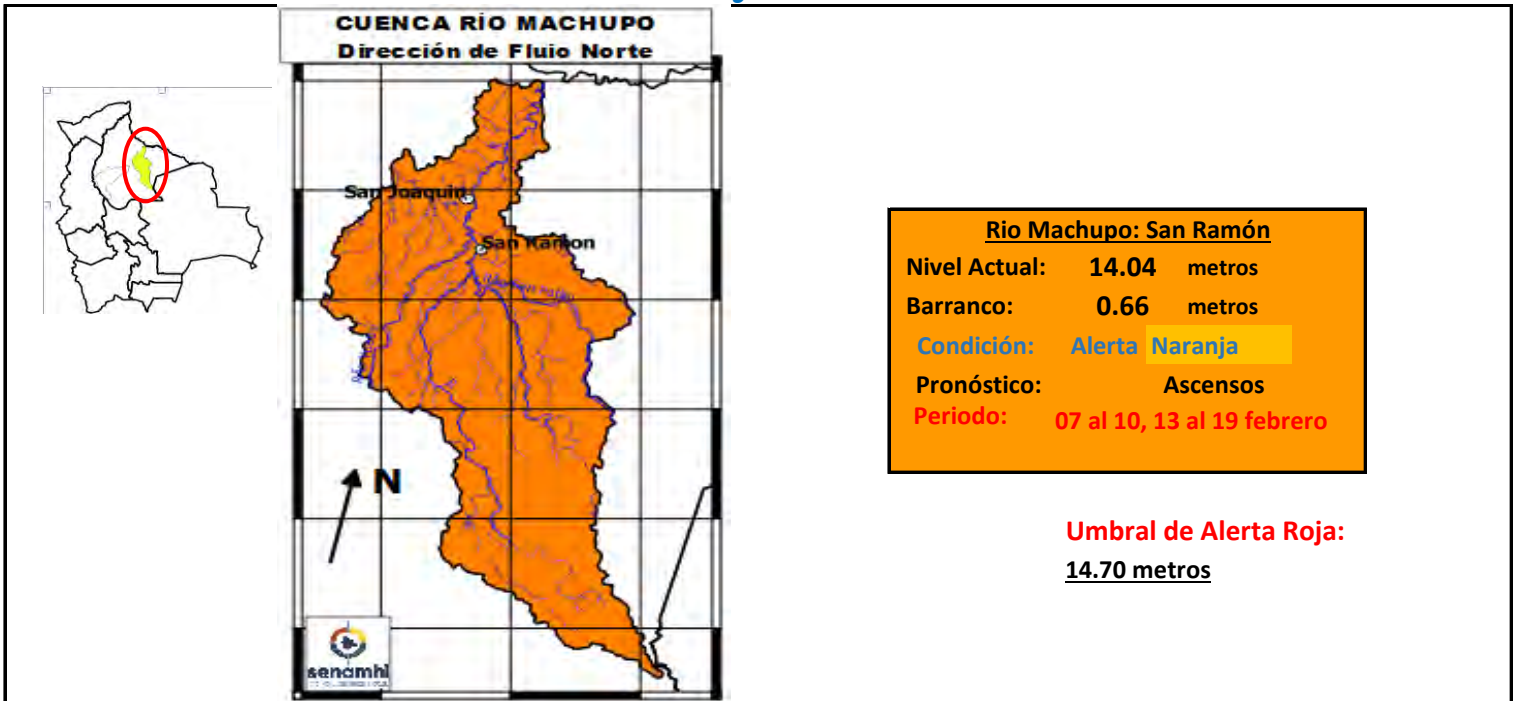 CUENCA RÍO MACHUPO
Dirección de Flujo Norte
San Joaquin
San Ramon
N
senamhi
Rio Machupo: San Ramón
Nivel Actual: 14.04 metros
Barranco: 0.66 metros
Condición: Alerta Naranja
Pronóstico: Ascensos
Periodo: 07 al 10, 13 al 19 febrero
Umbral de Alerta Roja:
14.70 metros